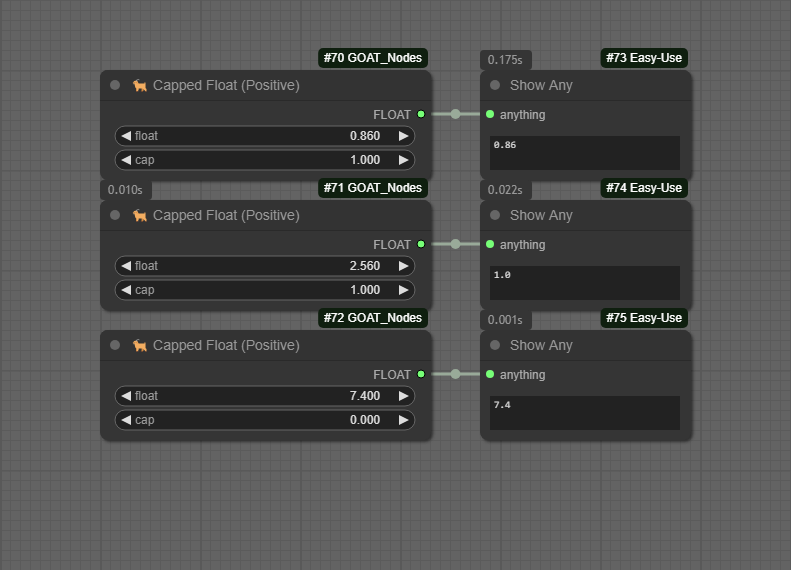 #70 GOAT_Nodes
🐐 Capped Float (Positive)
FLOAT
float 0.860
cap 1.000
0.175s #73 Easy-Use
Show Any
anything
0.86
0.010s #71 GOAT_Nodes
🐐 Capped Float (Positive)
FLOAT
float 2.560
cap 1.000
0.022s #74 Easy-Use
Show Any
anything
1.0
#72 GOAT_Nodes
🐐 Capped Float (Positive)
FLOAT
float 7.400
cap 0.000
0.001s #75 Easy-Use
Show Any
anything
7.4